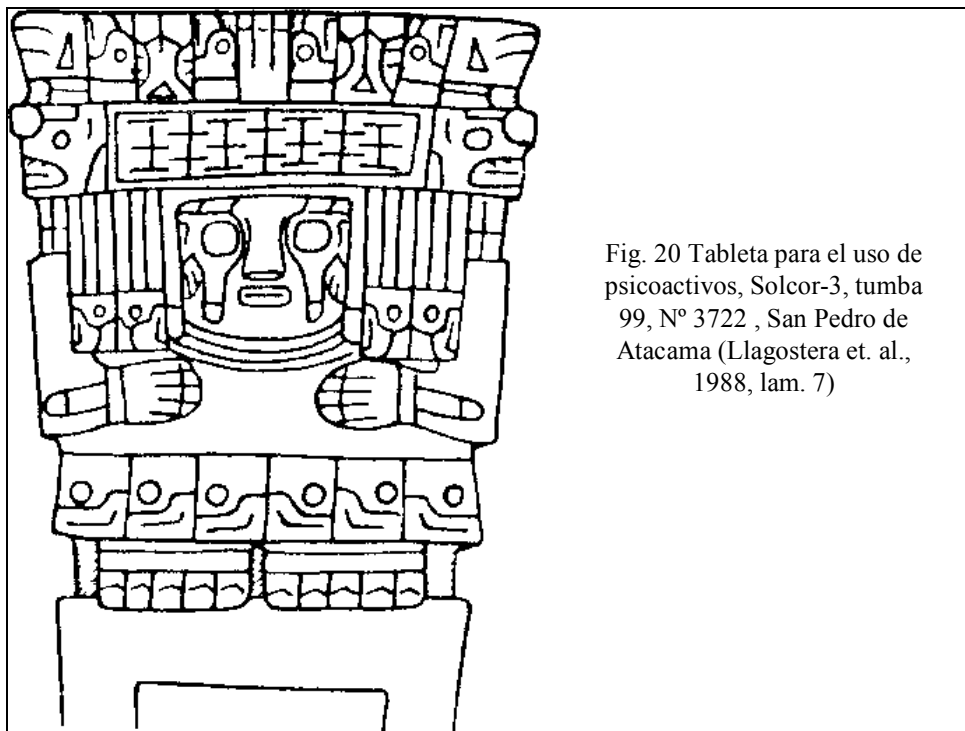 Fig. 20 Tableta para el uso de
psicoactivos, Solcor-3, tumba
99, Nº 3722 , San Pedro de
Atacama (Llagostera et. al.,
1988, lam. 7)